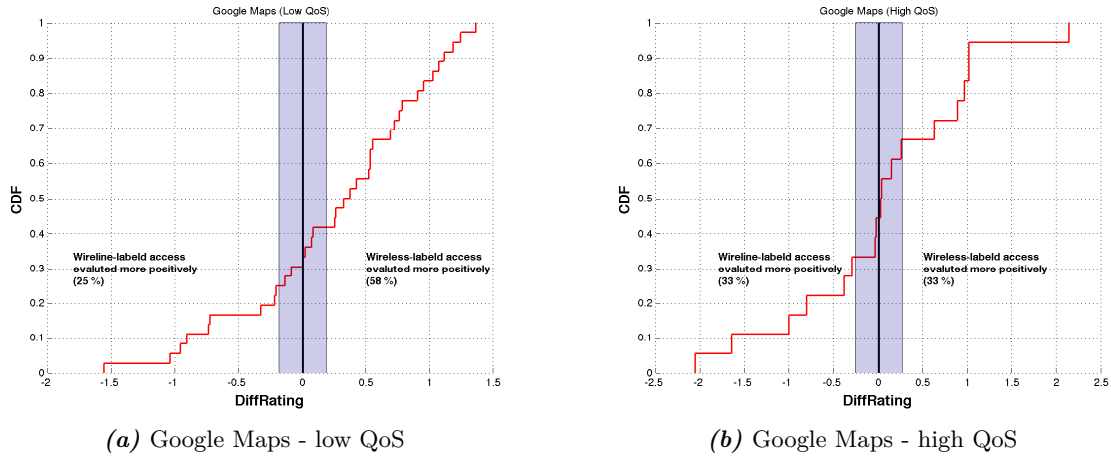 Google Maps (Low QoS)
1
0.9
0.8
0.7
0.6
0.5
0.4
0.3
0.2
0.1
0
CDF
Wireline-labeld access
evaluted more positively
(25 %)
Wireless-labeld access
evaluted more positively
(58 %)
-2
-1.5
-1
-0.5
0
0.5
1
1.5
DiffRating
(a) Google Maps - low QoS
Google Maps (High QoS)
1
0.9
0.8
0.7
0.6
0.5
0.4
0.3
0.2
0.1
0
CDF
Wireline-labeld access
evaluted more positively
(33 %)
Wireless-labeld access
evaluted more positively
(33 %)
-2.5
-2
-1.5
-1
-0.5
0
0.5
1
1.5
2
2.5
DiffRating
(b) Google Maps - high QoS